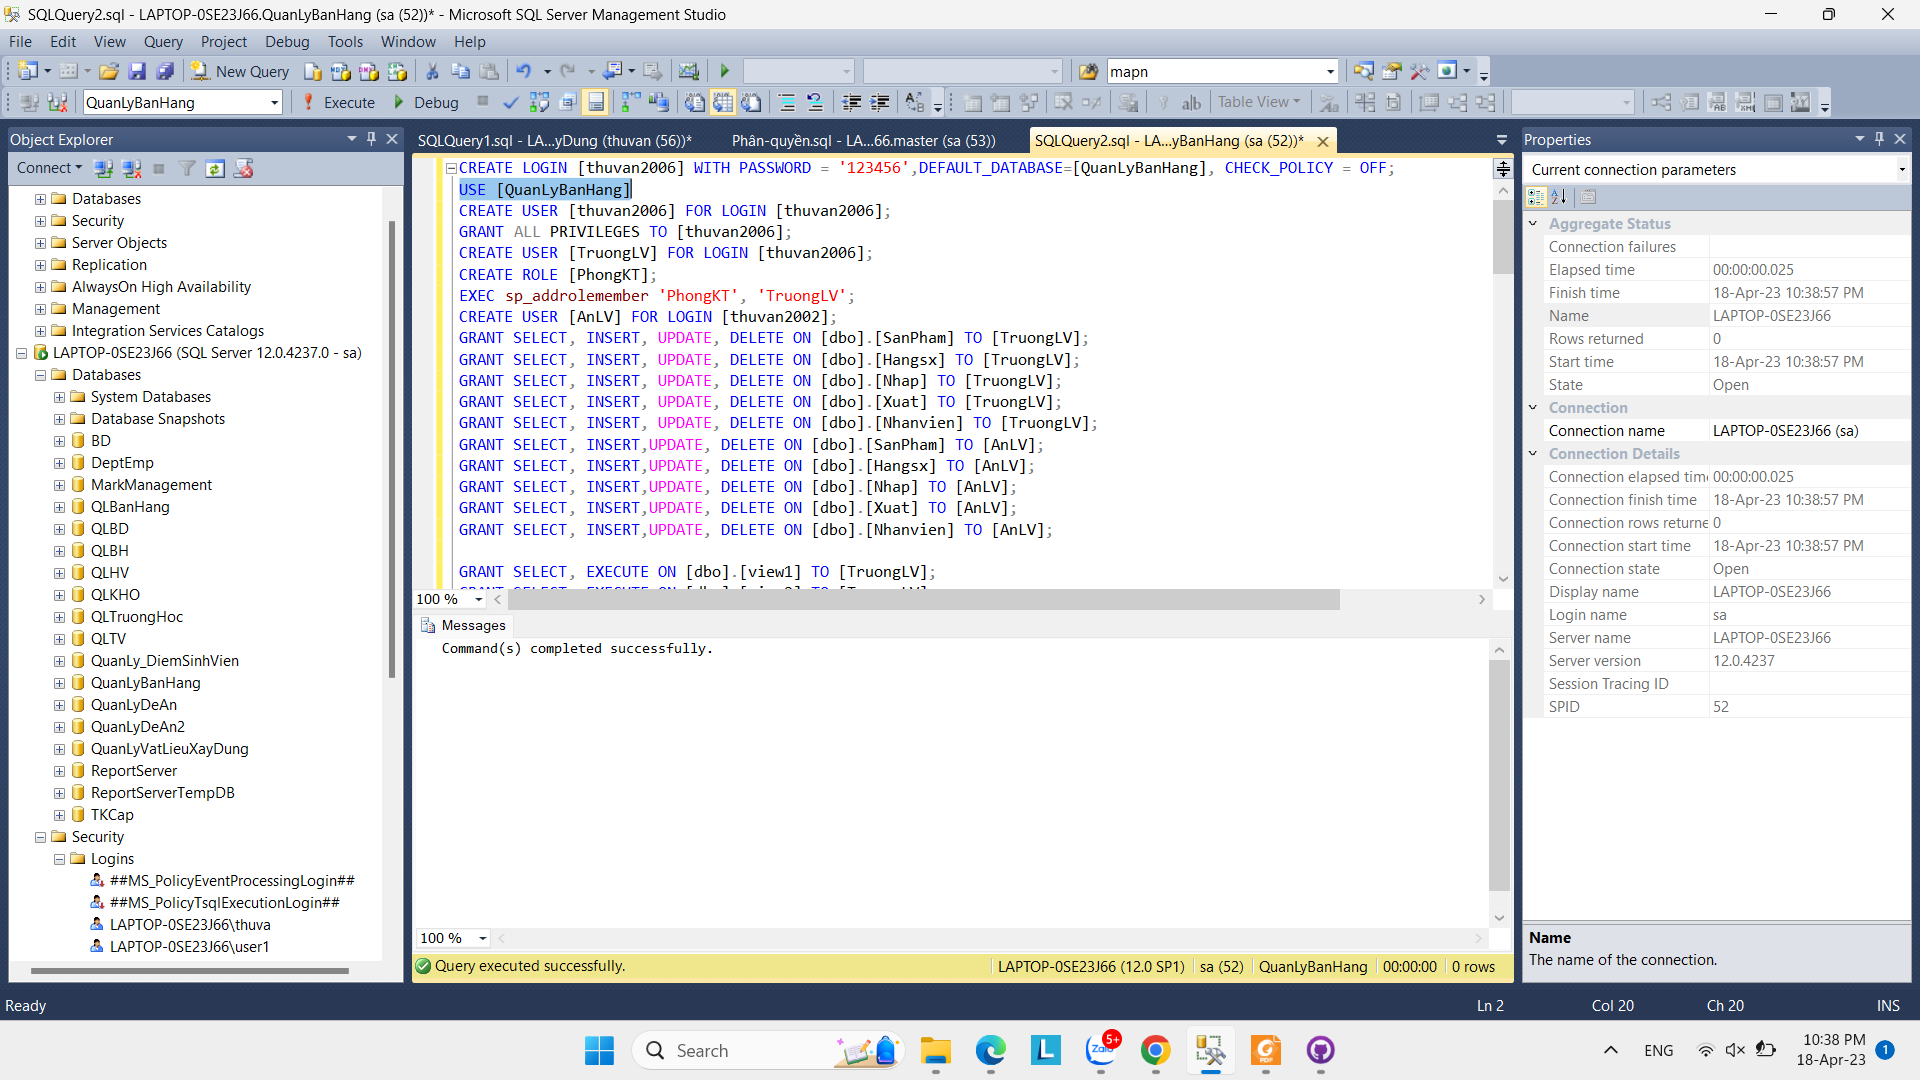 SQLQuery2.sql - LAPTOP-0SE23J66.QuanLyBanHang (sa (52))* - Microsoft SQL Server Management Studio
File Edit View Query Project Debug Tools Window Help
New Query mapn
QuanLyBanHang Execute Debug Table View
Object Explorer
Connect
Databases
Security
Server Objects
Replication
AlwaysOn High Availability
Management
Integration Services Catalogs
LAPTOP-0SE23J66 (SQL Server 12.0.4237.0 - sa)
Databases
System Databases
Database Snapshots
BD
DeptEmp
MarkManagement
QLBanHang
QLBD
QLBH
QLHV
QLKHO
QLTruongHoc
QLTV
QuanLy_DiemSinhVien
QuanLyBanHang
QuanLyDeAn
QuanLyDeAn2
QuanLyVatLieuXayDung
ReportServer
ReportServerTempDB
TKCap
Security
Logins
##MS_PolicyEventProcessingLogin##
##MS_PolicyTsqlExecutionLogin##
LAPTOP-0SE23J66\thuva
LAPTOP-0SE23J66\user1
SQLQuery1.sql - LA...yDung (thuvan (56))* Phân-quyền.sql - LA...66.master (sa (53)) SQLQuery2.sql - LA...yBanHang (sa (52))*
CREATE LOGIN [thuvan2006] WITH PASSWORD = '123456',DEFAULT_DATABASE=[QuanLyBanHang], CHECK_POLICY = OFF;
USE [QuanLyBanHang]
CREATE USER [thuvan2006] FOR LOGIN [thuvan2006];
GRANT ALL PRIVILEGES TO [thuvan2006];
CREATE USER [TruongLV] FOR LOGIN [thuvan2006];
CREATE ROLE [PhongKT];
EXEC sp_addrolemember 'PhongKT', 'TruongLV';
CREATE USER [AnLV] FOR LOGIN [thuvan2002];
GRANT SELECT, INSERT, UPDATE, DELETE ON [dbo].[SanPham] TO [TruongLV];
GRANT SELECT, INSERT, UPDATE, DELETE ON [dbo].[Hangsx] TO [TruongLV];
GRANT SELECT, INSERT, UPDATE, DELETE ON [dbo].[Nhap] TO [TruongLV];
GRANT SELECT, INSERT, UPDATE, DELETE ON [dbo].[Xuat] TO [TruongLV];
GRANT SELECT, INSERT, UPDATE, DELETE ON [dbo].[Nhanvien] TO [TruongLV];
GRANT SELECT, INSERT,UPDATE, DELETE ON [dbo].[SanPham] TO [AnLV];
GRANT SELECT, INSERT,UPDATE, DELETE ON [dbo].[Hangsx] TO [AnLV];
GRANT SELECT, INSERT,UPDATE, DELETE ON [dbo].[Nhap] TO [AnLV];
GRANT SELECT, INSERT,UPDATE, DELETE ON [dbo].[Xuat] TO [AnLV];
GRANT SELECT, INSERT,UPDATE, DELETE ON [dbo].[Nhanvien] TO [AnLV];
GRANT SELECT, EXECUTE ON [dbo].[view1] TO [TruongLV];
100 %
Messages
Command(s) completed successfully.
100 %
Query executed successfully. LAPTOP-0SE23J66 (12.0 SP1) sa (52) QuanLyBanHang 00:00:00 0 rows
Properties
Current connection parameters
Aggregate Status
Connection failures
Elapsed time 00:00:00.025
Finish time 18-Apr-23 10:38:57 PM
Name LAPTOP-0SE23J66
Rows returned 0
Start time 18-Apr-23 10:38:57 PM
State Open
Connection
Connection name LAPTOP-0SE23J66 (sa)
Connection Details
Connection elapsed tim 00:00:00.025
Connection finish time 18-Apr-23 10:38:57 PM
Connection rows returne 0
Connection start time 18-Apr-23 10:38:57 PM
Connection state Open
Display name LAPTOP-0SE23J66
Login name sa
Server name LAPTOP-0SE23J66
Server version 12.0.4237
Session Tracing ID
SPID 52
Name
The name of the connection.
Ready Ln 2 Col 20 Ch 20 INS
Search L Zalo 5+ ENG 10:38 PM 1
18-Apr-23